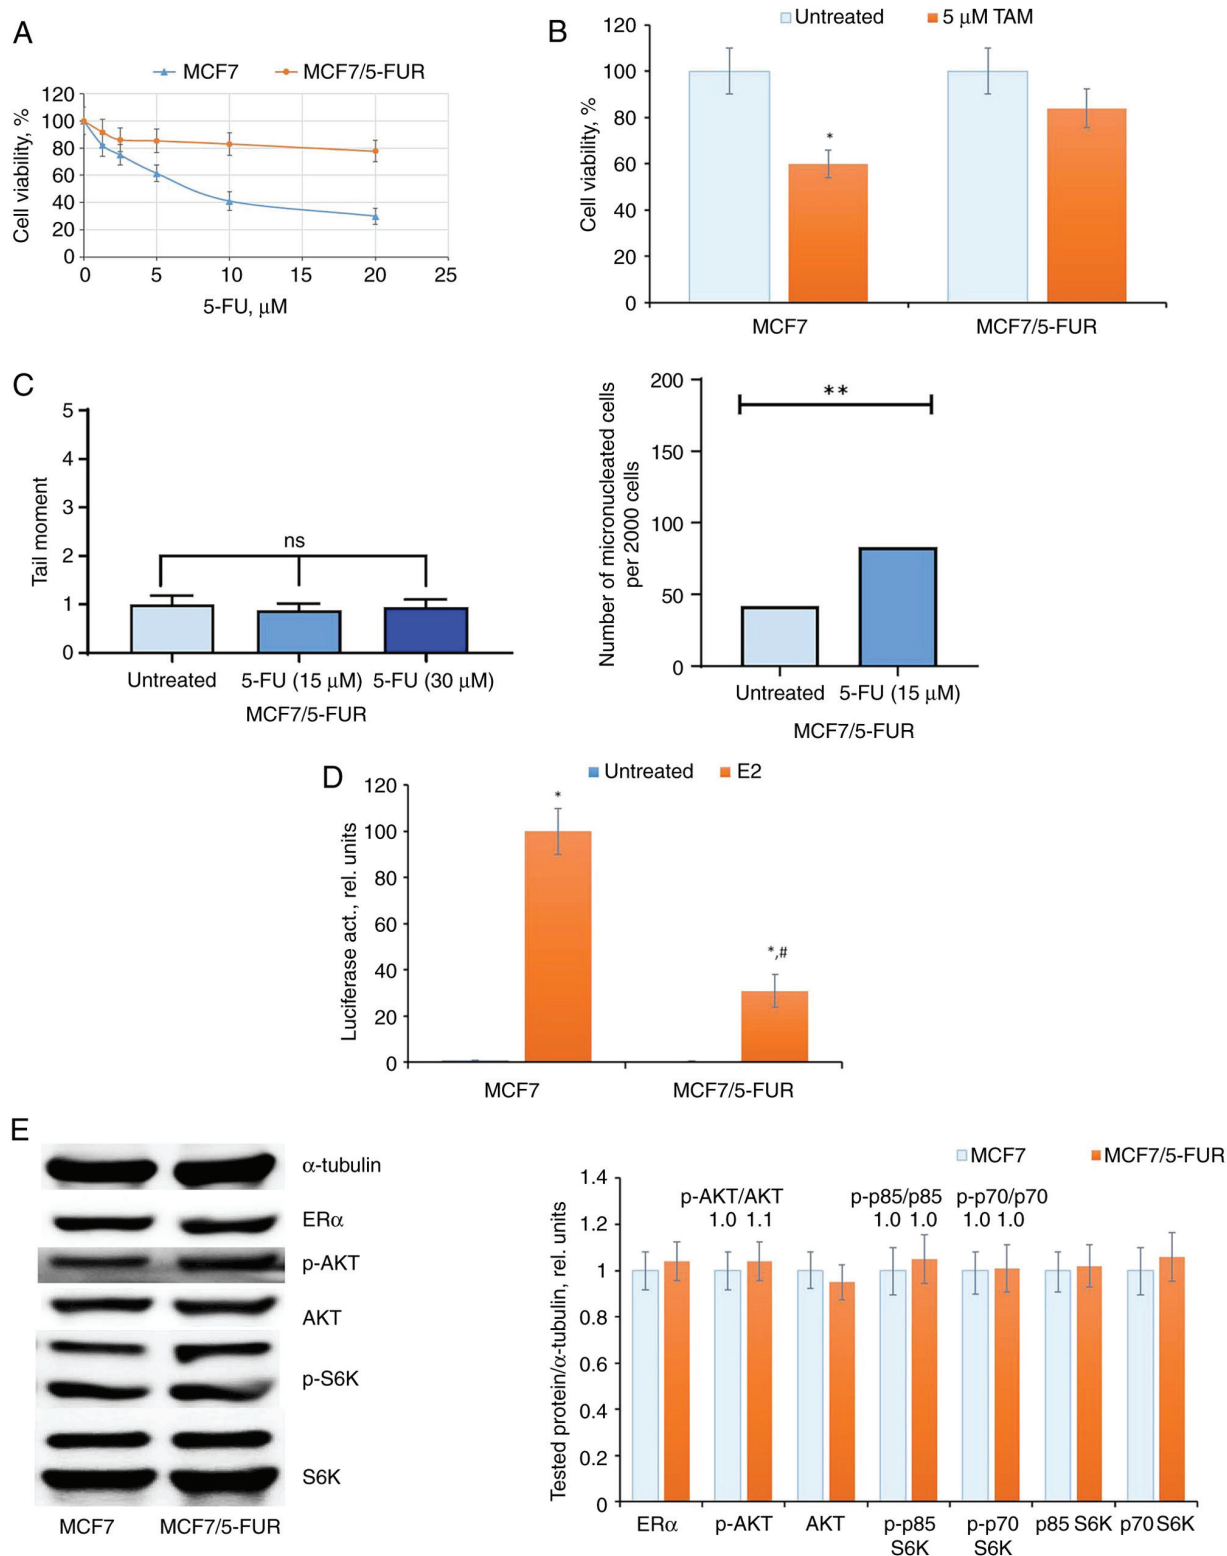 A
MCF7
MCF7/5-FUR
120
100
80
60
40
20
0
Cell viability, %
0 5 10 15 20 25
5-FU, μM
B
Untreated
5 μM TAM
120
100
80
60
40
20
0
Cell viability, %
*
MCF7
MCF7/5-FUR
C
5
4
3
2
1
0
Tail moment
ns
Untreated
5-FU (15 μM)
5-FU (30 μM)
MCF7/5-FUR
200
150
100
50
0
Number of micronucleated cells
per 2000 cells
**
Untreated
5-FU (15 μM)
MCF7/5-FUR
D
Untreated
E2
120
100
80
60
40
20
0
Luciferase act., rel. units
*
*,#
MCF7
MCF7/5-FUR
E
α-tubulin
ERα
p-AKT
AKT
p-S6K
S6K
MCF7
MCF7/5-FUR
MCF7
MCF7/5-FUR
1.4
1.2
1
0.8
0.6
0.4
0.2
0
Tested protein/α-tubulin, rel. units
p-AKT/AKT
1.0 1.1
p-p85/p85
1.0 1.0
p-p70/p70
1.0 1.0
ERα
p-AKT
AKT
p-p85
S6K
p-p70
S6K
p85 S6K
p70 S6K